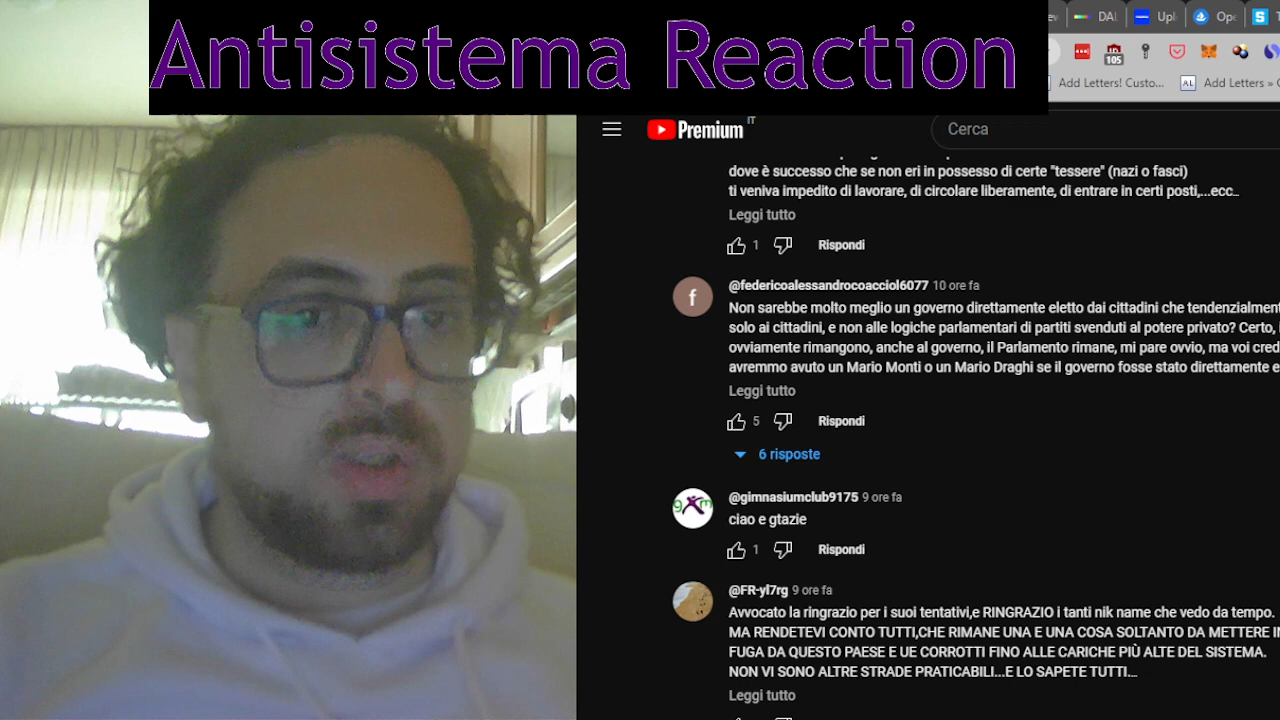 Antisistema Reaction
DAI
Upl
Ope
S
105
Add Letters! Custo...
AL
Add Letters » C
Premium
IT
Cerca
dove è successo che se non eri in possesso di certe "tessere" (nazi o fasci)
ti veniva impedito di lavorare, di circolare liberamente, di entrare in certi posti,...ecc..
Leggi tutto
1
Rispondi
f
@federicoalessandrocoacciol6077 10 ore fa
Non sarebbe molto meglio un governo direttamente eletto dai cittadini che tendenzialment
solo ai cittadini, e non alle logiche parlamentari di partiti svenduti al potere privato? Certo,
ovviamente rimangono, anche al governo, il Parlamento rimane, mi pare ovvio, ma voi cred
avremmo avuto un Mario Monti o un Mario Draghi se il governo fosse stato direttamente e
Leggi tutto
5
Rispondi
6 risposte
@gimnasiumclub9175 9 ore fa
ciao e gtazie
1
Rispondi
@FR-yl7rg 9 ore fa
Avvocato la ringrazio per i suoi tentativi,e RINGRAZIO i tanti nik name che vedo da tempo.
MA RENDETEVI CONTO TUTTI,CHE RIMANE UNA E UNA COSA SOLTANTO DA METTERE IN
FUGA DA QUESTO PAESE E UE CORROTTI FINO ALLE CARICHE PIÙ ALTE DEL SISTEMA.
NON VI SONO ALTRE STRADE PRATICABILI...E LO SAPETE TUTTI...
Leggi tutto